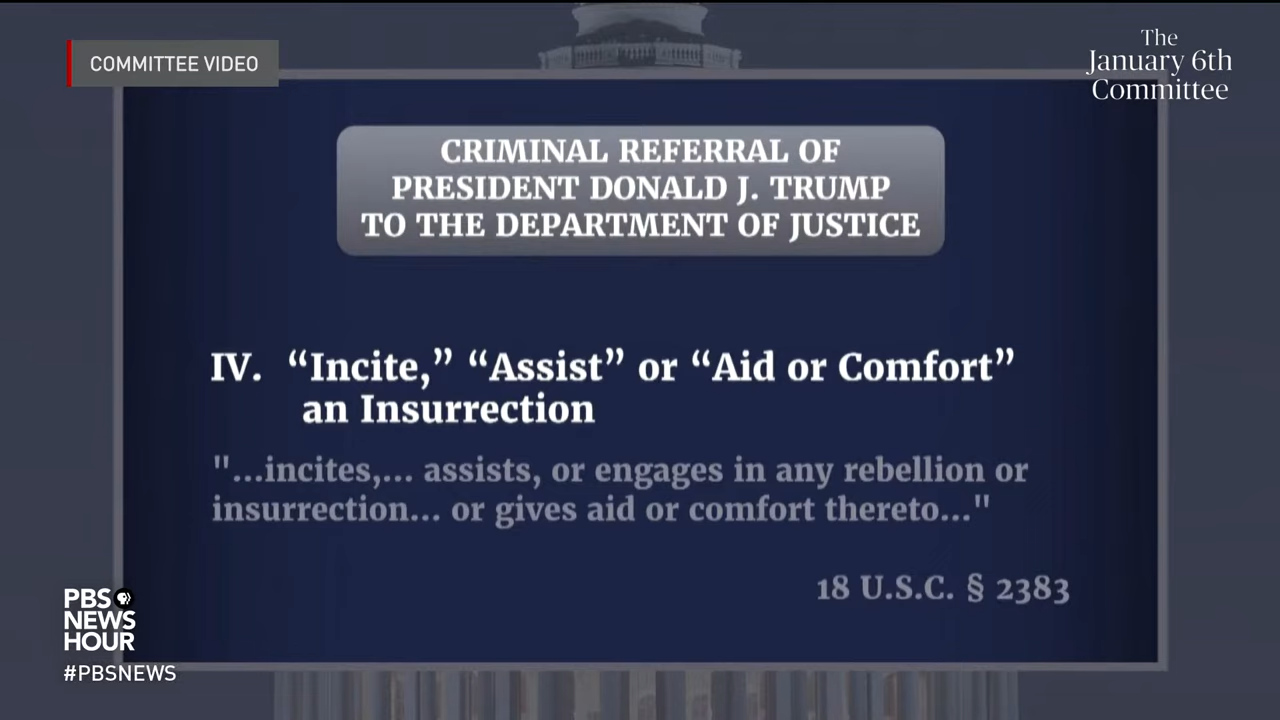 COMMITTEE VIDEO
The
January 6th
Committee
CRIMINAL REFERRAL OF
PRESIDENT DONALD J. TRUMP
TO THE DEPARTMENT OF JUSTICE
IV. “Incite,” “Assist” or “Aid or Comfort”
an Insurrection
"...incites,... assists, or engages in any rebellion or
insurrection... or gives aid or comfort thereto..."
18 U.S.C. § 2383
PBS
NEWS
HOUR
#PBSNEWS